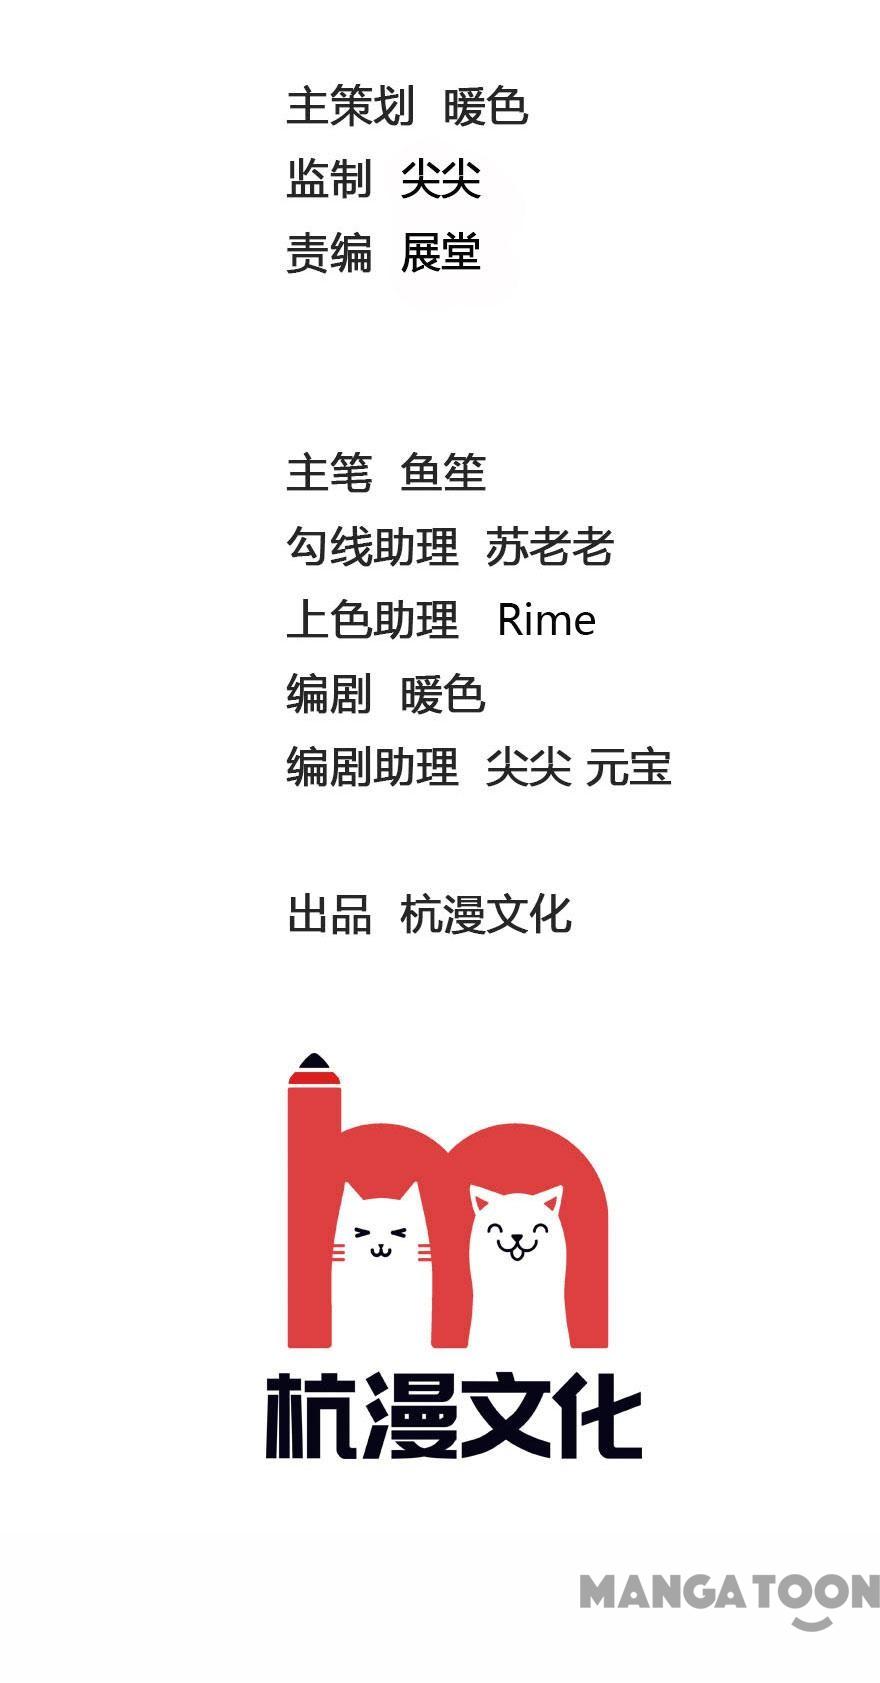 主策划 暖色
监制 尖尖
责编 展堂
主笔 鱼笙
勾线助理 苏老老
上色助理 Rime
编剧 暖色
编剧助理 尖尖 元宝
出品 杭漫文化
杭漫文化
MANGATOON